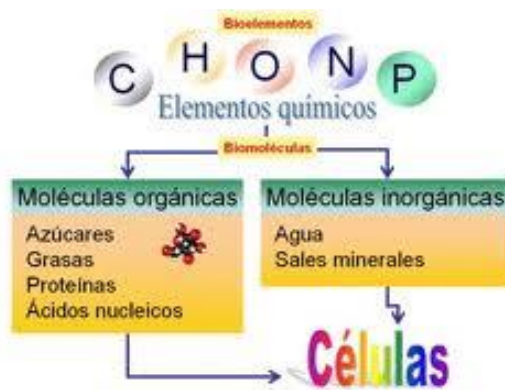 Bioelementos
C H O N P
Elementos químicos
Biomoléculas
Moléculas orgánicas
Azúcares
Grasas
Proteínas
Ácidos nucleicos
Moléculas inorgánicas
Agua
Sales minerales
Células